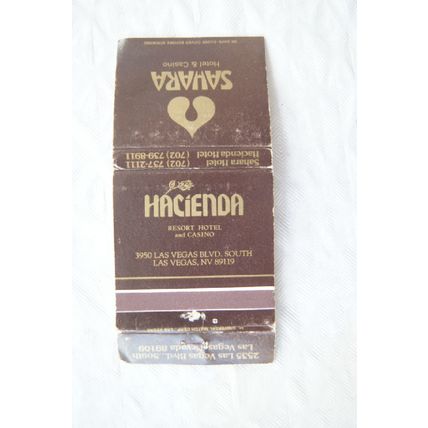 SAHARA
Hotel & Casino
Sahara Hotel (702) 737-2111
Hacienda Hotel (702) 739-8911
HACIENDA
RESORT HOTEL
and CASINO
3950 LAS VEGAS BLVD. SOUTH
LAS VEGAS, NV 89119
2535 Las Vegas Blvd., South
Las Vegas, Nevada 89109